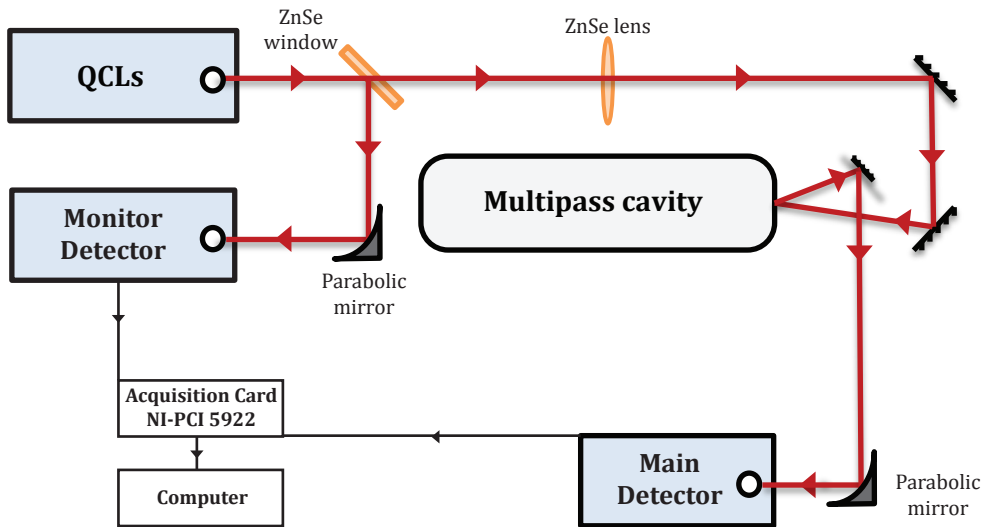 ZnSe
window
ZnSe lens
QCLs
Multipass cavity
Monitor
Detector
Parabolic
mirror
Acquisition Card
NI-PCI 5922
Computer
Main
Detector
Parabolic
mirror